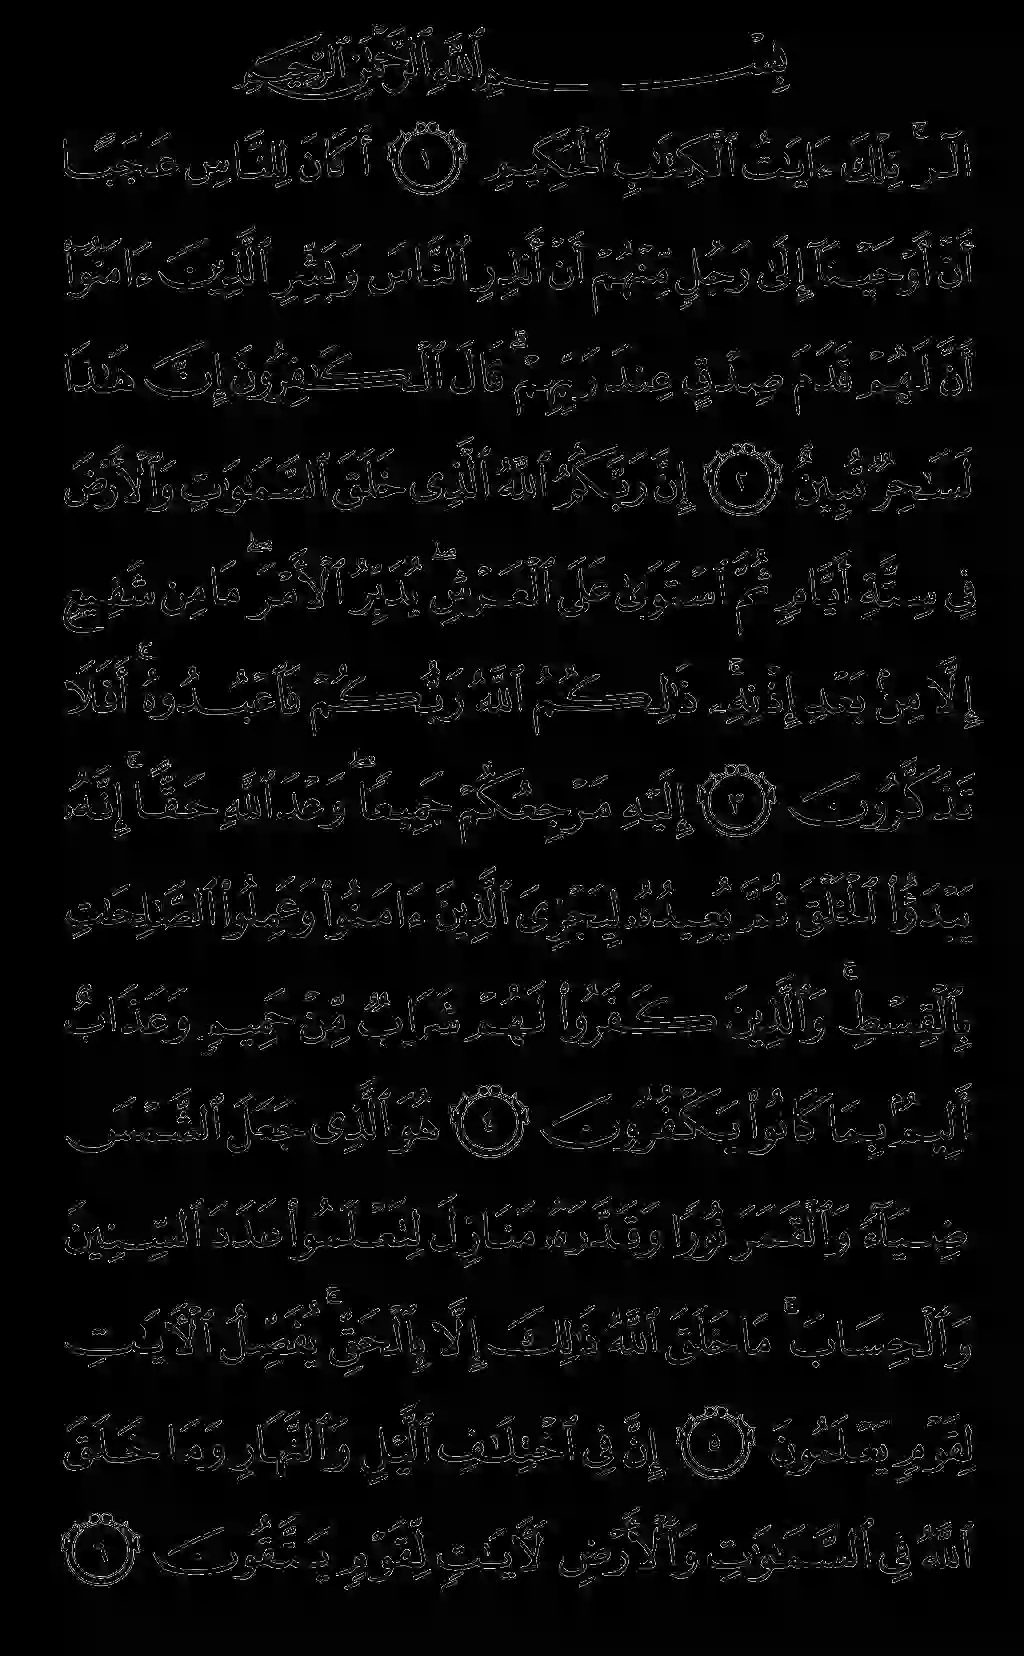 بِسْمِ ٱللَّهِ ٱلرَّحْمَٰنِ ٱلرَّحِيمِ
الٓرۚ تِلْكَ ءَايَٰتُ ٱلْكِتَٰبِ ٱلْحَكِيمِ ١ أَكَانَ لِلنَّاسِ عَجَبًا
أَنْ أَوْحَيْنَآ إِلَىٰ رَجُلٍ مِّنْهُمْ أَنْ أَنذِرِ ٱلنَّاسَ وَبَشِّرِ ٱلَّذِينَ ءَامَنُوٓا۟
أَنَّ لَهُمْ قَدَمَ صِدْقٍ عِندَ رَبِّهِمْۗ قَالَ ٱلْكَٰفِرُونَ إِنَّ هَٰذَا
لَسَٰحِرٌ مُّبِينٌ ٢ إِنَّ رَبَّكُمُ ٱللَّهُ ٱلَّذِى خَلَقَ ٱلسَّمَٰوَٰتِ وَٱلْأَرْضَ
فِى سِتَّةِ أَيَّامٍ ثُمَّ ٱسْتَوَىٰ عَلَى ٱلْعَرْشِۖ يُدَبِّرُ ٱلْأَمْرَۖ مَا مِن شَفِيعٍ
إِلَّا مِنۢ بَعْدِ إِذْنِهِۦۚ ذَٰلِكُمُ ٱللَّهُ رَبُّكُمْ فَٱعْبُدُوهُۚ أَفَلَا
تَذَكَّرُونَ ٣ إِلَيْهِ مَرْجِعُكُمْ جَمِيعًاۖ وَعْدَ ٱللَّهِ حَقًّاۚ إِنَّهُۥ
يَبْدَؤُا۟ ٱلْخَلْقَ ثُمَّ يُعِيدُهُۥ لِيَجْزِىَ ٱلَّذِينَ ءَامَنُوا۟ وَعَمِلُوا۟ ٱلصَّٰلِحَٰتِ
بِٱلْقِسْطِۚ وَٱلَّذِينَ كَفَرُوا۟ لَهُمْ شَرَابٌ مِّنْ حَمِيمٍ وَعَذَابٌ
أَلِيمٌۢ بِمَا كَانُوا۟ يَكْفُرُونَ ٤ هُوَ ٱلَّذِى جَعَلَ ٱلشَّمْسَ
ضِيَآءً وَٱلْقَمَرَ نُورًا وَقَدَّرَهُۥ مَنَازِلَ لِتَعْلَمُوا۟ عَدَدَ ٱلسِّنِينَ
وَٱلْحِسَابَۚ مَا خَلَقَ ٱللَّهُ ذَٰلِكَ إِلَّا بِٱلْحَقِّۚ يُفَصِّلُ ٱلْءَايَٰتِ
لِقَوْمٍ يَعْلَمُونَ ٥ إِنَّ فِى ٱخْتِلَٰفِ ٱلَّيْلِ وَٱلنَّهَارِ وَمَا خَلَقَ
ٱللَّهُ فِى ٱلسَّمَٰوَٰتِ وَٱلْأَرْضِ لَءَايَٰتٍ لِّقَوْمٍ يَتَّقُونَ ٦